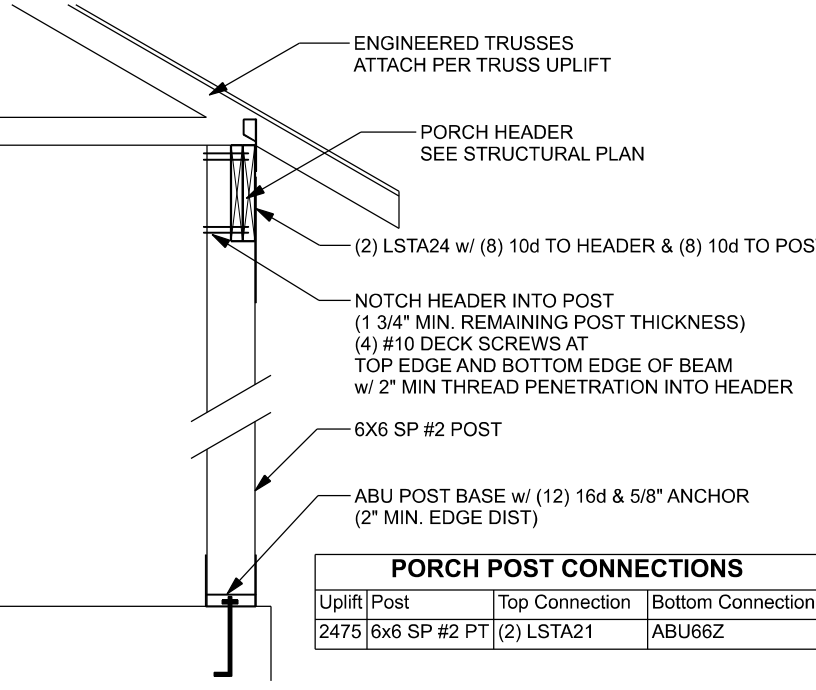 ENGINEERED TRUSSES
ATTACH PER TRUSS UPLIFT
PORCH HEADER
SEE STRUCTURAL PLAN
(2) LSTA24 w/ (8) 10d TO HEADER & (8) 10d TO POS
NOTCH HEADER INTO POST
(1 3/4" MIN. REMAINING POST THICKNESS)
(4) #10 DECK SCREWS AT
TOP EDGE AND BOTTOM EDGE OF BEAM
w/ 2" MIN THREAD PENETRATION INTO HEADER
6X6 SP #2 POST
ABU POST BASE w/ (12) 16d & 5/8" ANCHOR
(2" MIN. EDGE DIST)
PORCH POST CONNECTIONS
Uplift Post Top Connection Bottom Connection
2475 6x6 SP #2 PT (2) LSTA21 ABU66Z